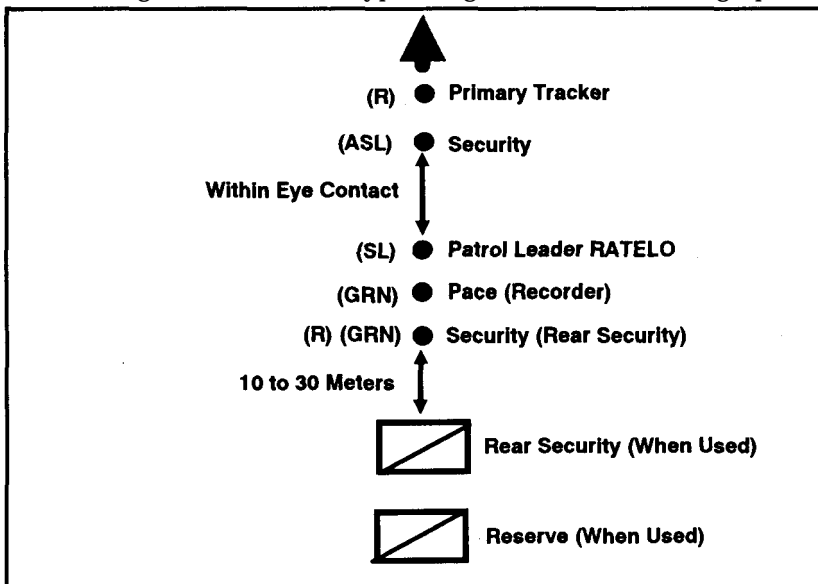 (R) Primary Tracker
(ASL) Security
Within Eye Contact
(SL) Patrol Leader RATELO
(GRN) Pace (Recorder)
(R) (GRN) Security (Rear Security)
10 to 30 Meters
Rear Security (When Used)
Reserve (When Used)